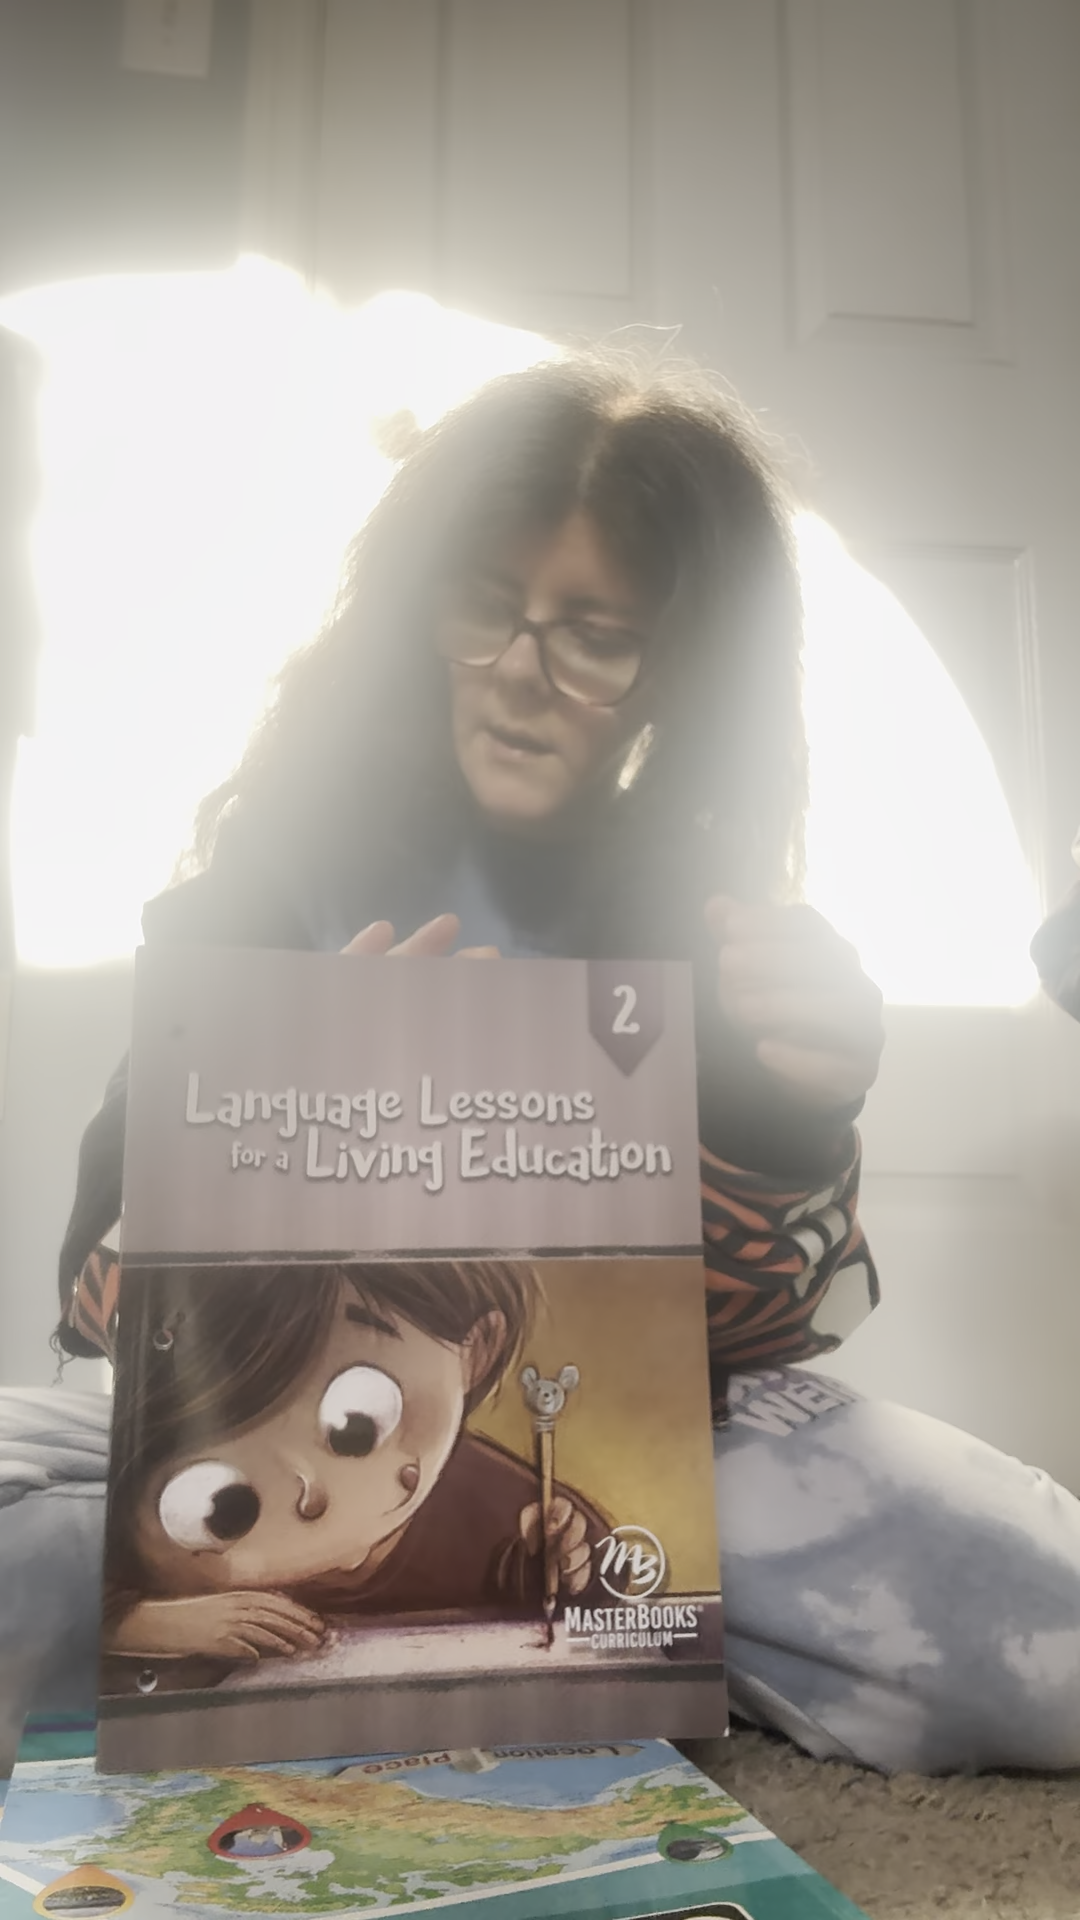 2
Language Lessons
for a Living Education
MB
MASTERBOOKS®
CURRICULUM
Location
Place